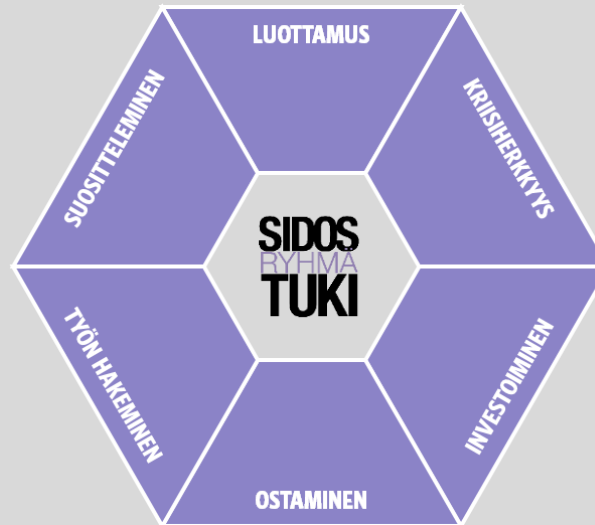 LUOTTAMUS
KRIISIHERKKYYS
INVESTOIMINEN
OSTAMINEN
TYÖN HAKEMINEN
SUOSITTELEMINEN
SIDOS
RYHMÄ
TUKI